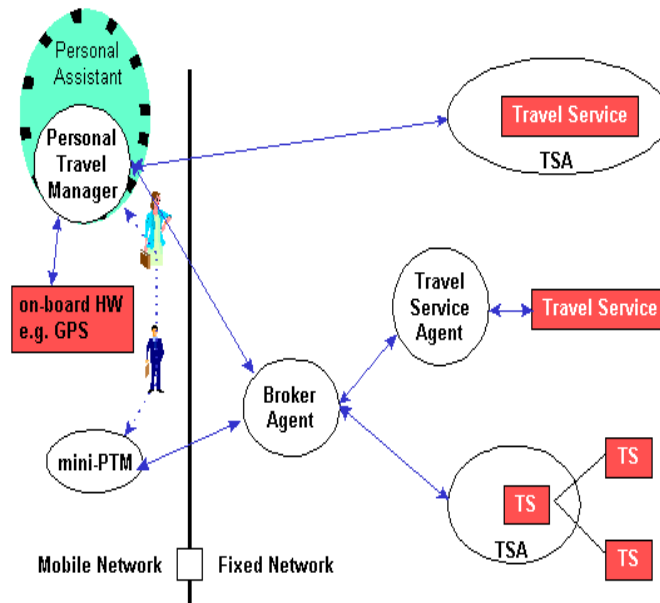 Personal
Assistant
Personal
Travel
Manager
Travel Service
TSA
on-board HW
e.g. GPS
Travel
Service
Agent
Travel Service
Broker
Agent
mini-PTM
TS
TS
TSA
TS
Mobile Network
Fixed Network